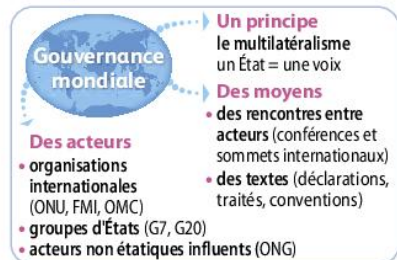 Gouvernance
mondiale
Un principe
le multilatéralisme
un État = une voix
Des moyens
• des rencontres entre
acteurs (conférences et
sommets internationaux)
• des textes (déclarations,
traités, conventions)
Des acteurs
• organisations
internationales
(ONU, FMI, OMC)
• groupes d'États (G7, G20)
• acteurs non étatiques influents (ONG)